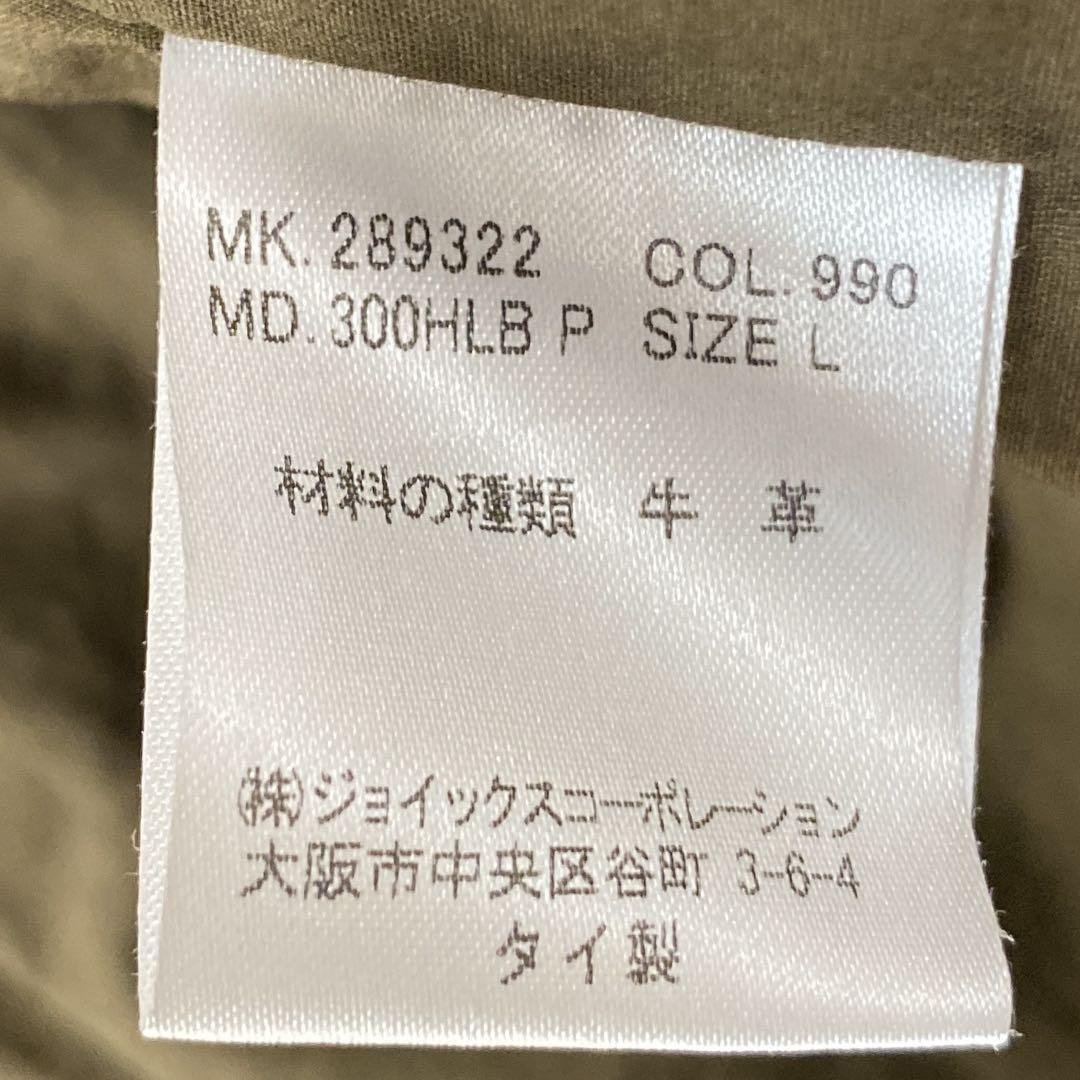 MK. 289322 COL. 990
MD. 300HLB P SIZE L
材料の種類 牛 革
㈱ジョイックスコーポレーション
大阪市中央区谷町 3-6-4
タイ製